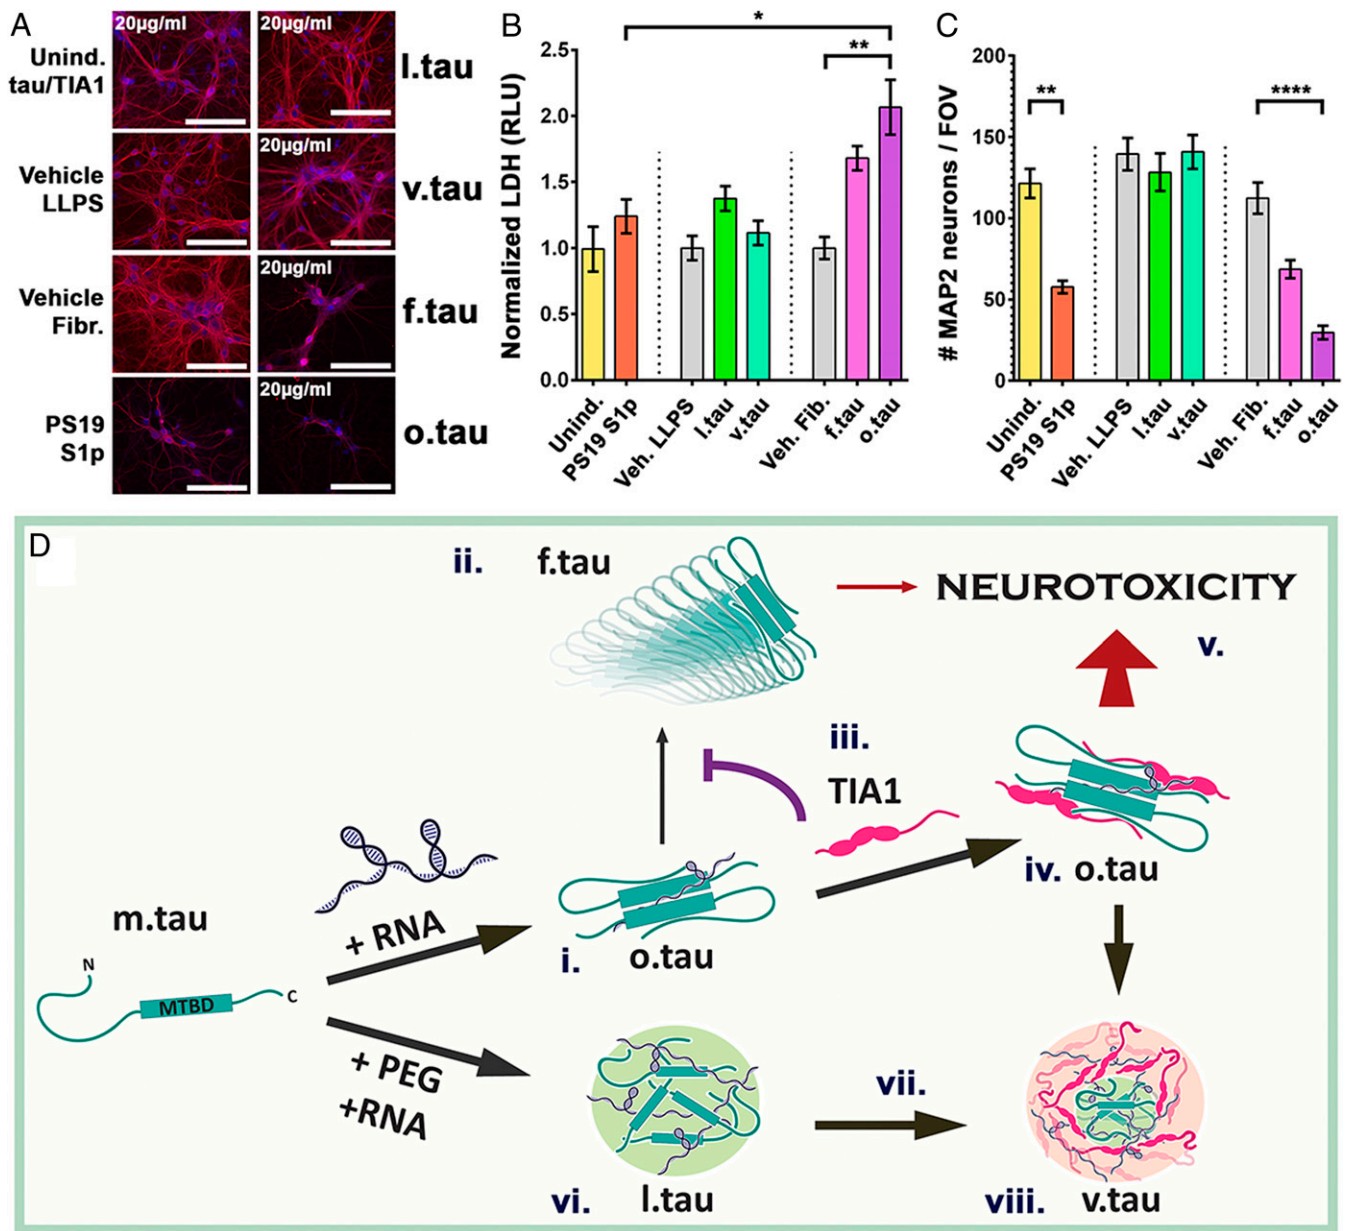 A
Unind.
tau/TIA1
20µg/ml
20µg/ml
l.tau
Vehicle
LLPS
20µg/ml
v.tau
Vehicle
Fibr.
20µg/ml
f.tau
PS19
S1p
20µg/ml
o.tau
B
Normalized LDH (RLU)
2.5
2.0
1.5
1.0
0.5
0.0
*
**
Unind.
PS19 S1p
Veh. LLPS
l.tau
v.tau
Veh. Fib.
f.tau
o.tau
C
# MAP2 neurons / FOV
200
150
100
50
0
**
****
Unind.
PS19 S1p
Veh. LLPS
l.tau
v.tau
Veh. Fib.
f.tau
o.tau
D
ii. f.tau
NEUROTOXICITY
v.
iii.
TIA1
iv. o.tau
m.tau
N
MTBD
C
+ RNA
i. o.tau
+ PEG
+RNA
vii.
vi. l.tau
viii. v.tau